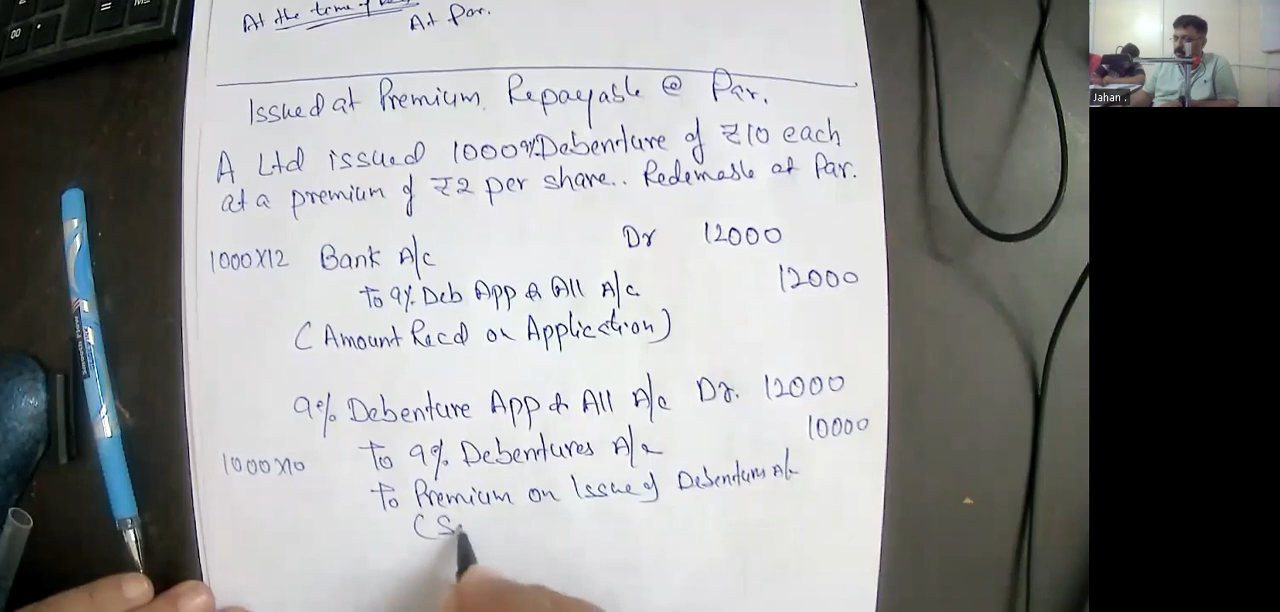 At the time of
At Par.
Issued at Premium. Repayable @ Par.
A Ltd issued 1000 9% Debenture of ₹10 each
at a premium of ₹2 per share.. Redemable at Par.
1000X12 Bank A/c Dr 12000
To 9% Deb App & All A/c 12000
(Amount Recd on Application)
9% Debenture App & All A/c Dr. 12000
1000X10 To 9% Debentures A/c 10000
To Premium on Issue of Debentures A/c
(S
Jahan .